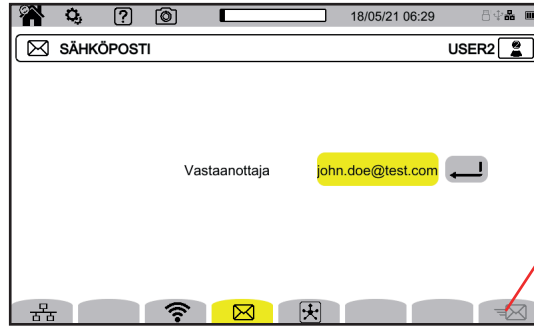 18/05/21 06:29
SÄHKÖPOSTI
USER2
Vastaanottaja
john.doe@test.com